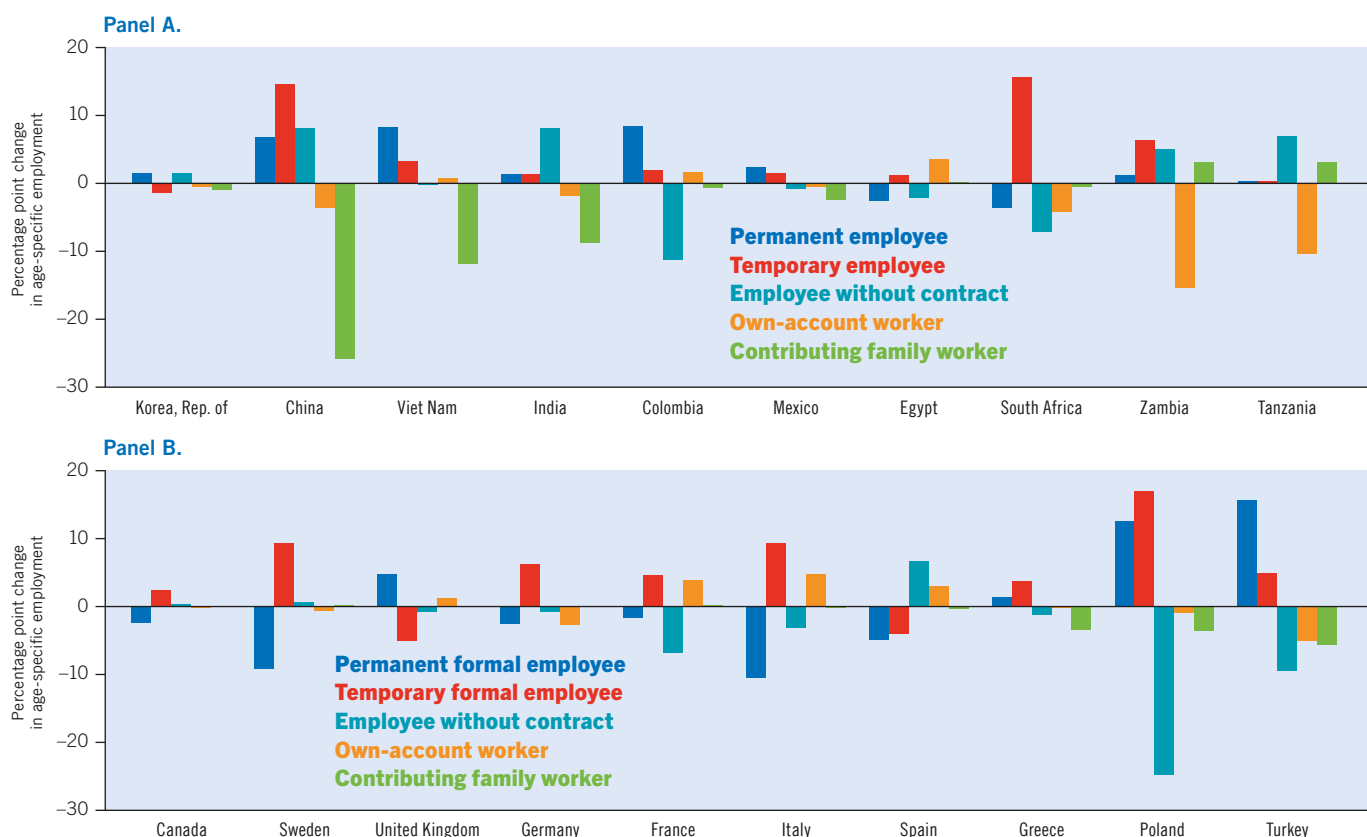 Panel A.
Percentage point change
in age-specific employment
20
10
0
–10
–20
–30
Permanent employee
Temporary employee
Employee without contract
Own-account worker
Contributing family worker
Korea, Rep. of China Viet Nam India Colombia Mexico Egypt South Africa Zambia Tanzania
Panel B.
Percentage point change
in age-specific employment
20
10
0
–10
–20
–30
Permanent formal employee
Temporary formal employee
Employee without contract
Own-account worker
Contributing family worker
Canada Sweden United Kingdom Germany France Italy Spain Greece Poland Turkey